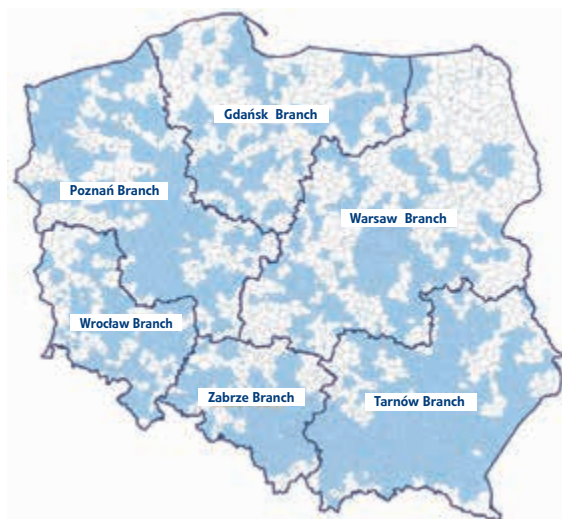 Gdańsk Branch
Poznań Branch
Warsaw Branch
Wrocław Branch
Zabrze Branch
Tarnów Branch